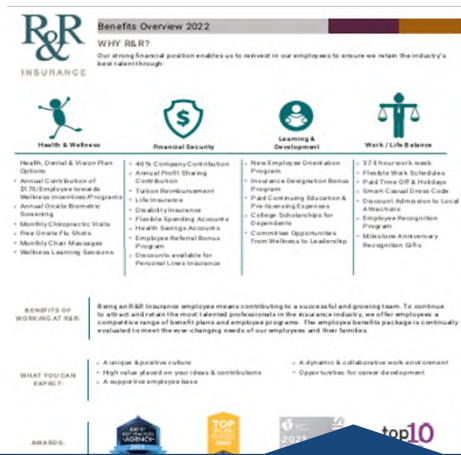 R&R
INSURANCE
Benefits Overview 2022
WHY R&R?
Our strong financial position enables us to reinvest in our employees to ensure we retain the industry's
best talent through:
Health & Wellness
Health, Dental & Vision Plan
Options
Annual Contribution of
$175/Employee towards
Wellness Incentives/Programs
Annual Onsite Biometric
Screening
Monthly Chiropractic Visits
Free Onsite Flu Shots
Monthly Chair Massages
Wellness Learning Sessions
Financial Security
401k Company Contribution
Annual Profit Sharing
Contribution
Tuition Reimbursement
Life Insurance
Disability Insurance
Flexible Spending Accounts
Health Savings Accounts
Employee Referral Bonus
Program
Discounts available for
Personal Lines Insurance
Learning &
Development
New Employee Orientation
Program
Insurance Designation Bonus
Program
Paid Continuing Education &
Pre-licensing Expenses
College Scholarships for
Dependents
Committee Opportunities
from Wellness to Leadership
Work / Life Balance
37.5 hour work week
Flexible Work Schedules
Paid Time Off & Holidays
Smart Casual Dress Code
Discount Admission to Local
Attractions
Employee Recognition
Program
Milestone Anniversary
Recognition Gifts
BENEFITS OF
WORKING AT R&R:
Being an R&R Insurance employee means contributing to a successful and growing team. To continue
to attract and retain the most talented professionals in the insurance industry, we offer employees a
competitive range of benefit plans and employee programs. The employee benefits package is continually
evaluated to meet the ever-changing needs of our employees and their families.
WHAT YOU CAN
EXPECT:
A unique & positive culture
High value placed on your ideas & contributions
A supportive employee base
A dynamic & collaborative work environment
Opportunities for career development
AWARDS:
AGENCY
TOP
top10